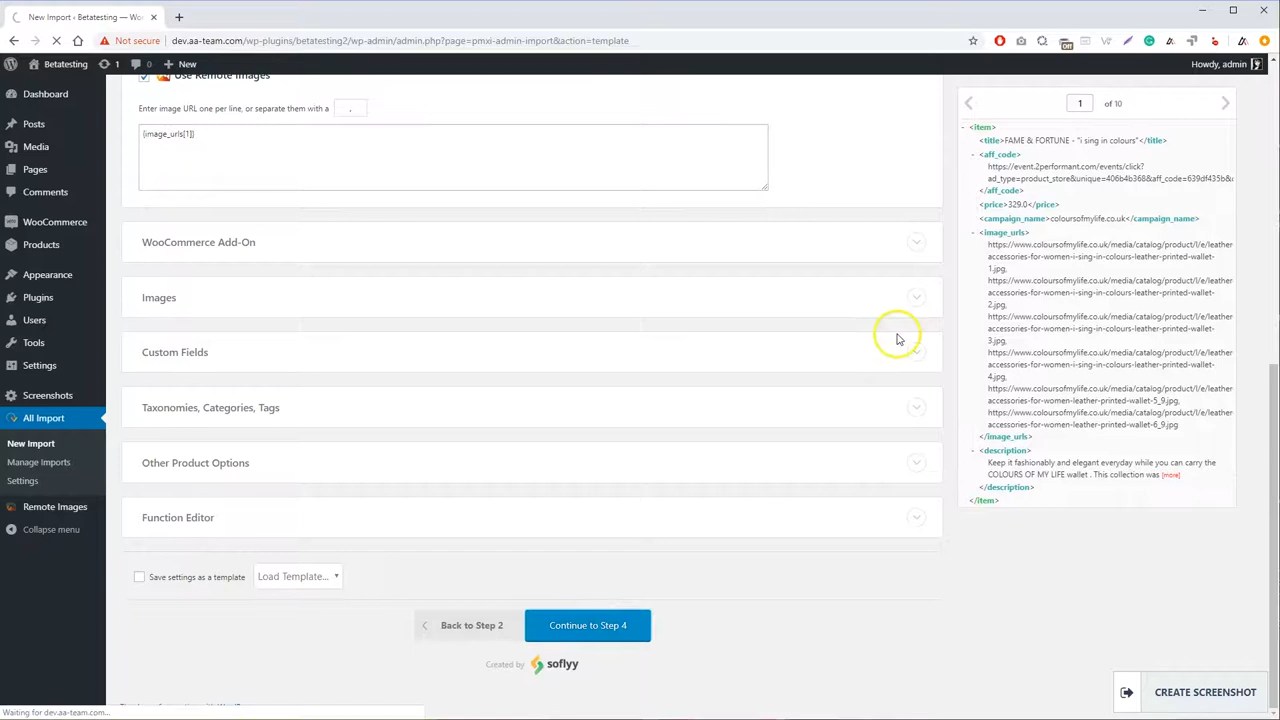 New Import ‹ Betatesting — Wo
Not secure
dev.aa-team.com/wp-plugins/betatesting2/wp-admin/admin.php?page=pmxi-admin-import&action=template
Off
Betatesting
1
0
New
Howdy, admin
Dashboard
Posts
Media
Pages
Comments
WooCommerce
Products
Appearance
Plugins
Users
Tools
Settings
Screenshots
All Import
New Import
Manage Imports
Settings
Remote Images
Collapse menu
Use Remote Images
Enter image URL one per line, or separate them with a ,
{image_urls[1]}
WooCommerce Add-On
Images
Custom Fields
Taxonomies, Categories, Tags
Other Product Options
Function Editor
Save settings as a template
Load Template...
Back to Step 2
Continue to Step 4
Created by soflyy
1 of 10
- <item>
<title>FAME & FORTUNE - "i sing in colours"</title>
- <aff_code>
https://event.2performant.com/events/click?
ad_type=product_store&unique=406b4b368&aff_code=639df435b&
</aff_code>
<price>329.0</price>
<campaign_name>coloursofmylife.co.uk</campaign_name>
- <image_urls>
https://www.coloursofmylife.co.uk/media/catalog/product/l/e/leather-
accessories-for-women-i-sing-in-colours-leather-printed-wallet-
1.jpg,
https://www.coloursofmylife.co.uk/media/catalog/product/l/e/leather-
accessories-for-women-i-sing-in-colours-leather-printed-wallet-
2.jpg,
https://www.coloursofmylife.co.uk/media/catalog/product/l/e/leather-
accessories-for-women-i-sing-in-colours-leather-printed-wallet-
3.jpg,
https://www.coloursofmylife.co.uk/media/catalog/product/l/e/leather-
accessories-for-women-i-sing-in-colours-leather-printed-wallet-
4.jpg,
https://www.coloursofmylife.co.uk/media/catalog/product/l/e/leather-
accessories-for-women-leather-printed-wallet-5_9.jpg,
https://www.coloursofmylife.co.uk/media/catalog/product/l/e/leather-
accessories-for-women-leather-printed-wallet-6_9.jpg
</image_urls>
- <description>
Keep it fashionably and elegant everyday while you can carry the
COLOURS OF MY LIFE wallet . This collection was [more]
</description>
</item>
CREATE SCREENSHOT
Waiting for dev.aa-team.com...